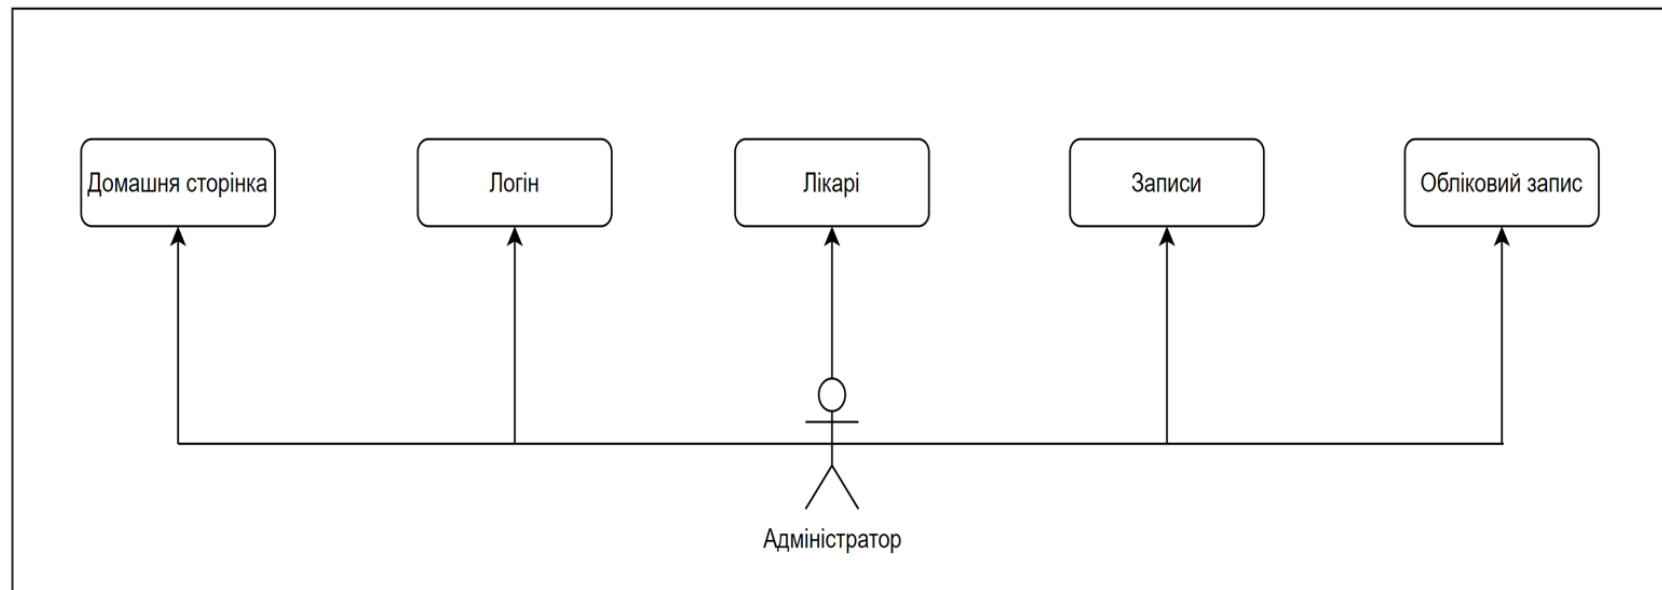 Домашня сторінка
Логін
Лікарі
Записи
Обліковий запис
Адміністратор